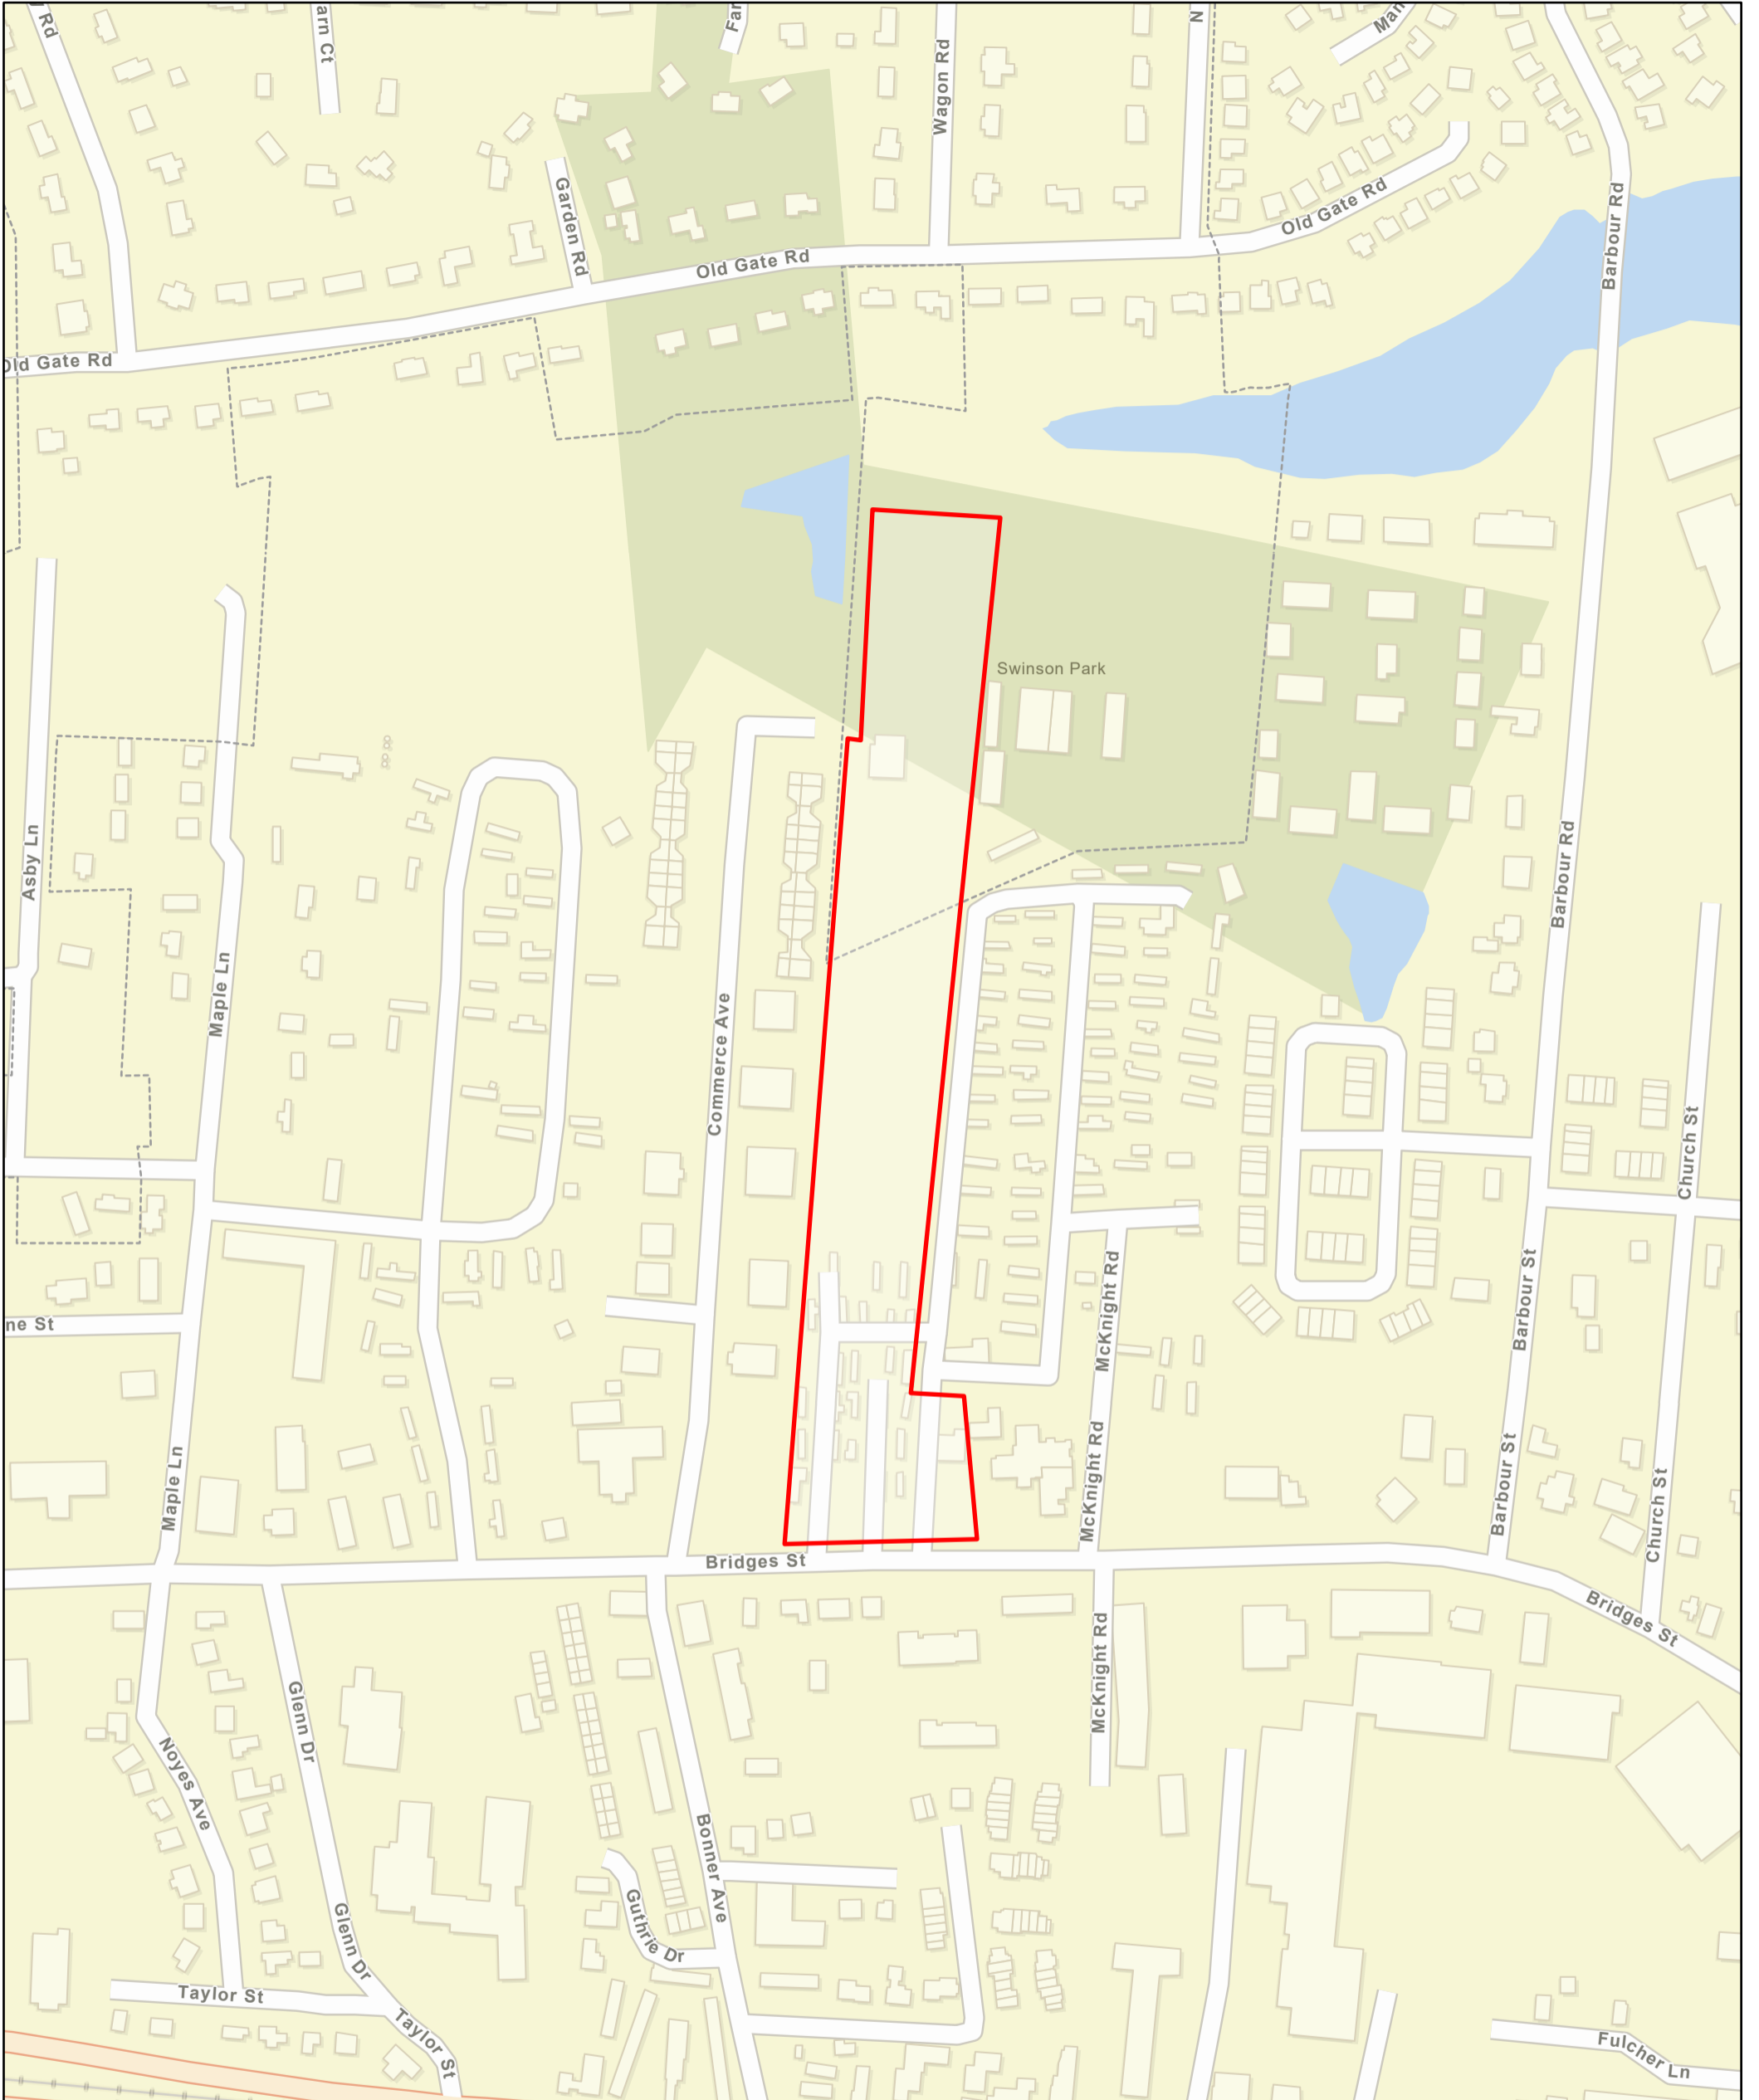 Rd
arn Ct
Far
Wagon Rd
N
Man
Garden Rd
Old Gate Rd
Barbour Rd
Old Gate Rd
Old Gate Rd
Swinson Park
Asby Ln
Barbour Rd
Maple Ln
Commerce Ave
Church St
McKnight Rd
Barbour St
ne St
Maple Ln
McKnight Rd
Barbour St
Church St
Bridges St
Bridges St
McKnight Rd
Glenn Dr
Noyes Ave
Bonner Ave
Guthrie Dr
Glenn Dr
Taylor St
Taylor St
Fulcher Ln